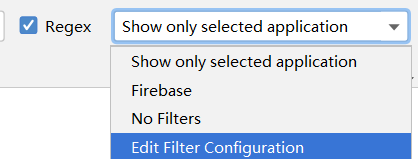 Regex Show only selected application
Show only selected application
Firebase
No Filters
Edit Filter Configuration